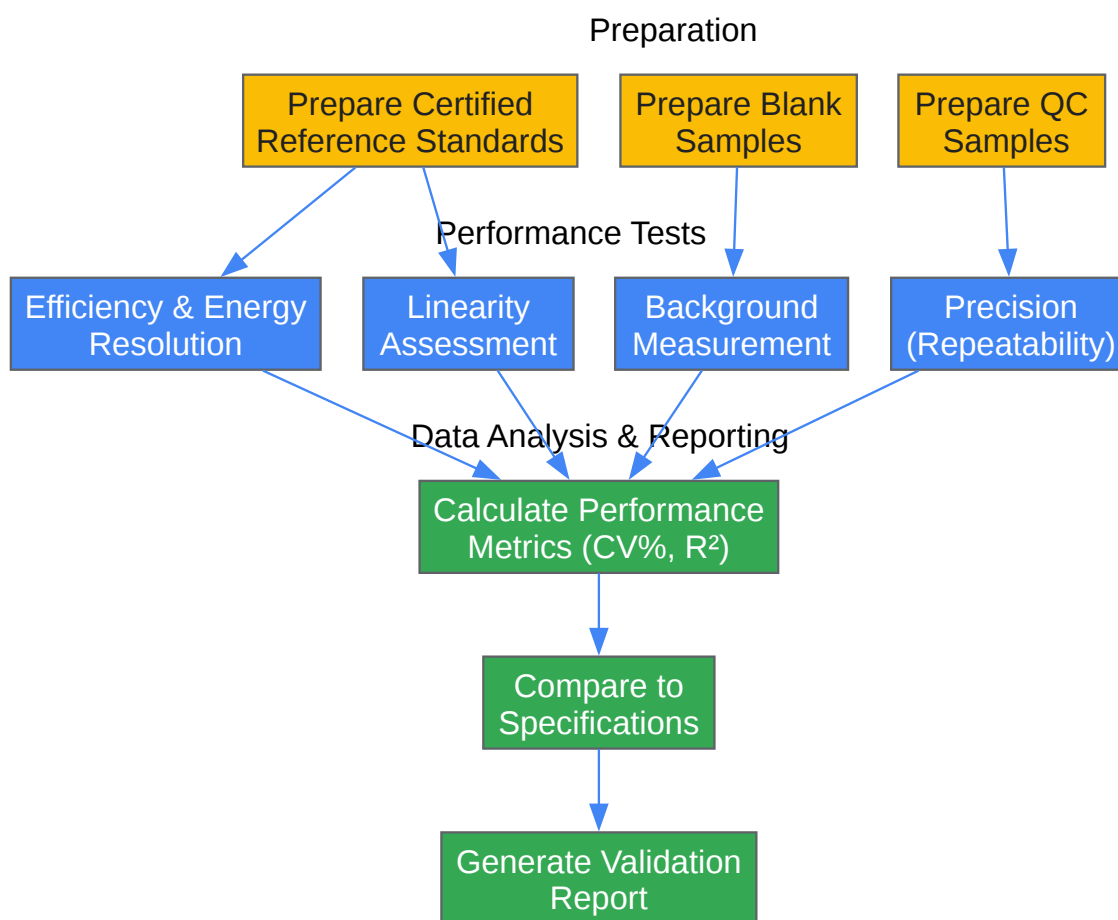 Preparation
Prepare Certified
Reference Standards
Prepare Blank
Samples
Prepare QC
Samples
Performance Tests
Efficiency & Energy
Resolution
Linearity
Assessment
Background
Measurement
Precision
(Repeatability)
Data Analysis & Reporting
Calculate Performance
Metrics (CV%, R²)
Compare to
Specifications
Generate Validation
Report